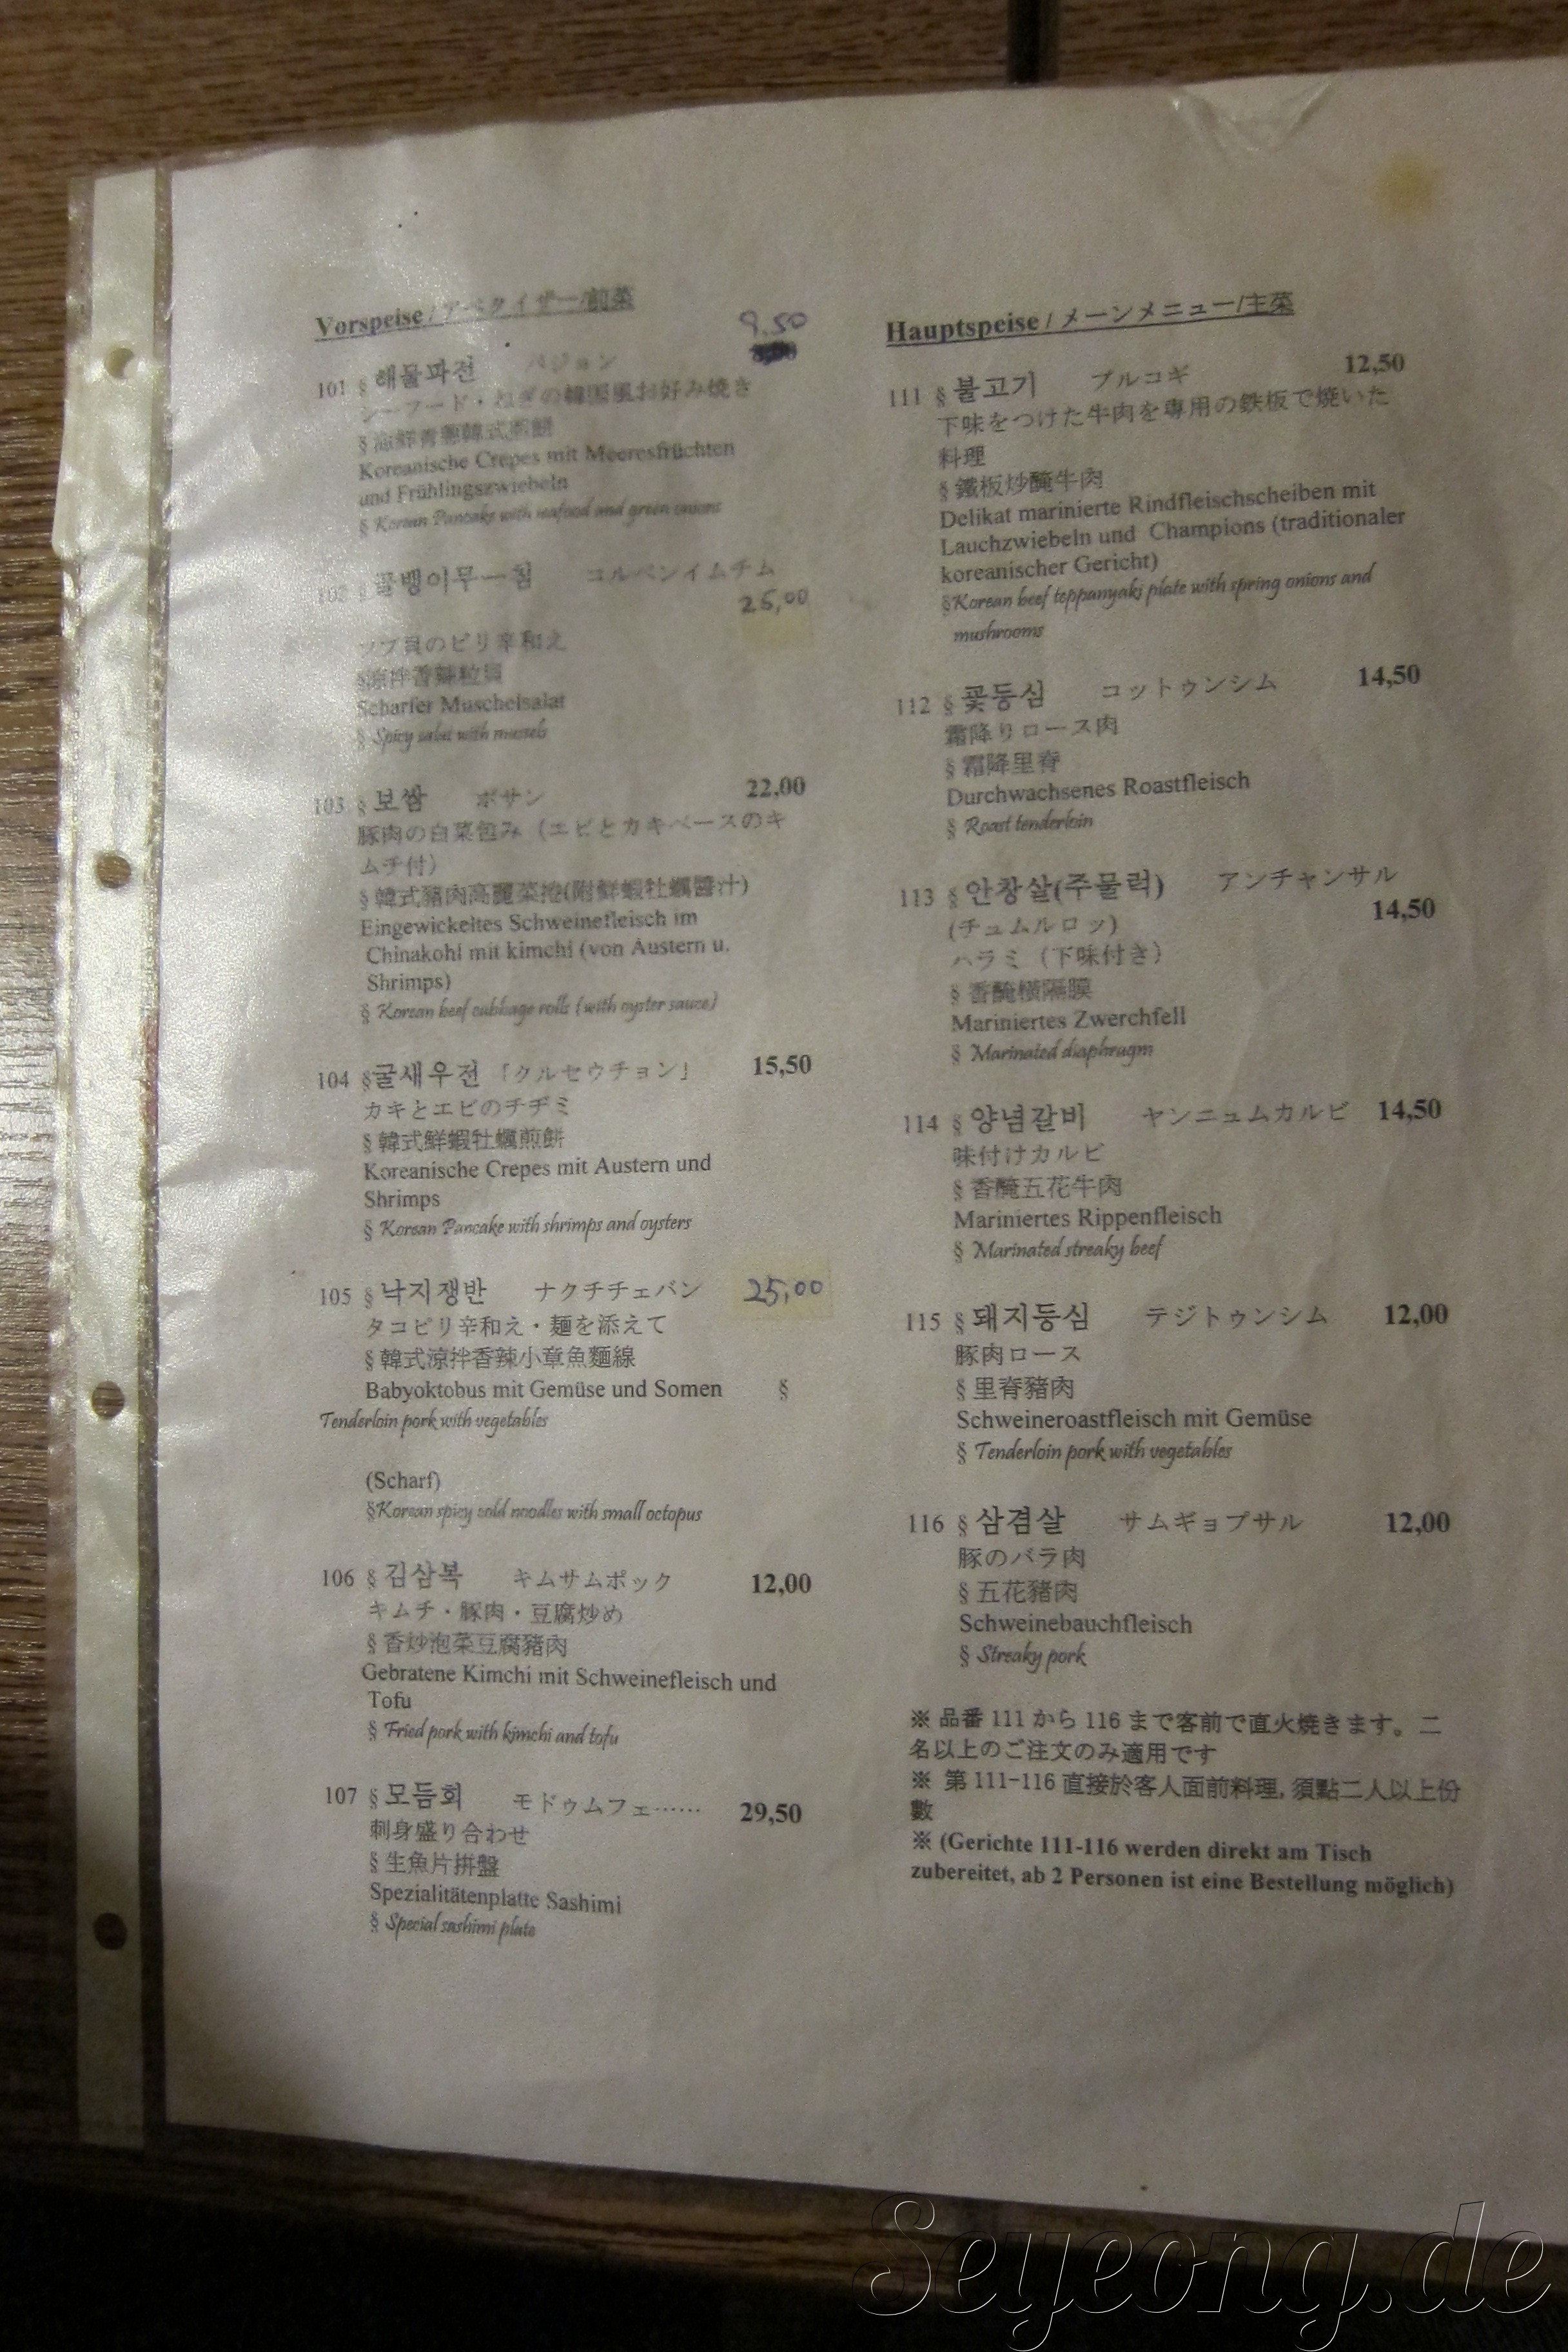 Vorspeise / アペタイザー/前菜
9.50
101 § 해물파전 パジョン
シーフード・ねぎの韓国風お好み焼き
§ 海鮮青蔥韓式煎餅
Koreanische Crepes mit Meeresfrüchten
und Frühlingszwiebeln
§ Korean Pancake with seafood and green onions
102 § 골뱅이무ㅡ침 コルベンイムチム
25,00
ツブ貝のピリ辛和え
§涼拌香辣粒貝
Scharfer Muschelsalat
§ Spicy salat with mussels
103 § 보쌈 ポサン 22,00
豚肉の白菜包み（エビとカキベースのキ
ムチ付）
§ 韓式豬肉高麗菜捲(附鮮蝦牡蠣醬汁)
Eingewickeltes Schweinefleisch im
Chinakohl mit kimchi (von Austern u.
Shrimps)
§ Korean beef cubbage rolls (with oyster sauce)
104 §굴새우전「クルセウチョン」 15,50
カキとエビのチヂミ
§ 韓式鮮蝦牡蠣煎餅
Koreanische Crepes mit Austern und
Shrimps
§ Korean Pancake with shrimps and oysters
105 § 낙지쟁반 ナクチチェバン 25,00
タコピリ辛和え・麺を添えて
§ 韓式涼拌香辣小章魚麵線
Babyoktobus mit Gemüse und Somen §
Tenderloin pork with vegetables
(Scharf)
§Korean spicy cold noodles with small octopus
106 § 김삼복 キムサムポック 12,00
キムチ・豚肉・豆腐炒め
§ 香炒泡菜豆腐豬肉
Gebratene Kimchi mit Schweinefleisch und
Tofu
§ Fried pork with kimchi and tofu
107 § 모듬회 モドゥムフェ…… 29,50
刺身盛り合わせ
§ 生魚片拼盤
Spezialitätenplatte Sashimi
§ Special sashimi plate
Hauptspeise / メーンメニュー/主菜
111 § 불고기 プルコギ 12,50
下味をつけた牛肉を専用の鉄板で焼いた
料理
§ 鐵板炒醃牛肉
Delikat marinierte Rindfleischscheiben mit
Lauchzwiebeln und Champions (traditionaler
koreanischer Gericht)
§Korean beef teppanyaki plate with spring onions and
mushrooms
112 § 꽃등심 コットゥンシム 14,50
霜降りロース肉
§ 霜降里脊
Durchwachsenes Roastfleisch
§ Roast tenderloin
113 § 안창살(주물럭) アンチャンサル
14,50
(チュムルロッ)
ハラミ（下味付き）
§ 香醃橫隔膜
Mariniertes Zwerchfell
§ Marinated diaphragm
114 § 양념갈비 ヤンニュムカルビ 14,50
味付けカルビ
§ 香醃五花牛肉
Mariniertes Rippenfleisch
§ Marinated streaky beef
115 § 돼지등심 テジトゥンシム 12,00
豚肉ロース
§ 里脊豬肉
Schweineroastfleisch mit Gemüse
§ Tenderloin pork with vegetables
116 § 삼겸살 サムギョプサル 12,00
豚のバラ肉
§ 五花豬肉
Schweinebauchfleisch
§ Streaky pork
※ 品番 111 から 116 まで客前で直火焼きます。二
名以上のご注文のみ適用です
※ 第 111-116 直接於客人面前料理, 須點二人以上份
數
※ (Gerichte 111-116 werden direkt am Tisch
zubereitet, ab 2 Personen ist eine Bestellung möglich)
Seyeong.de